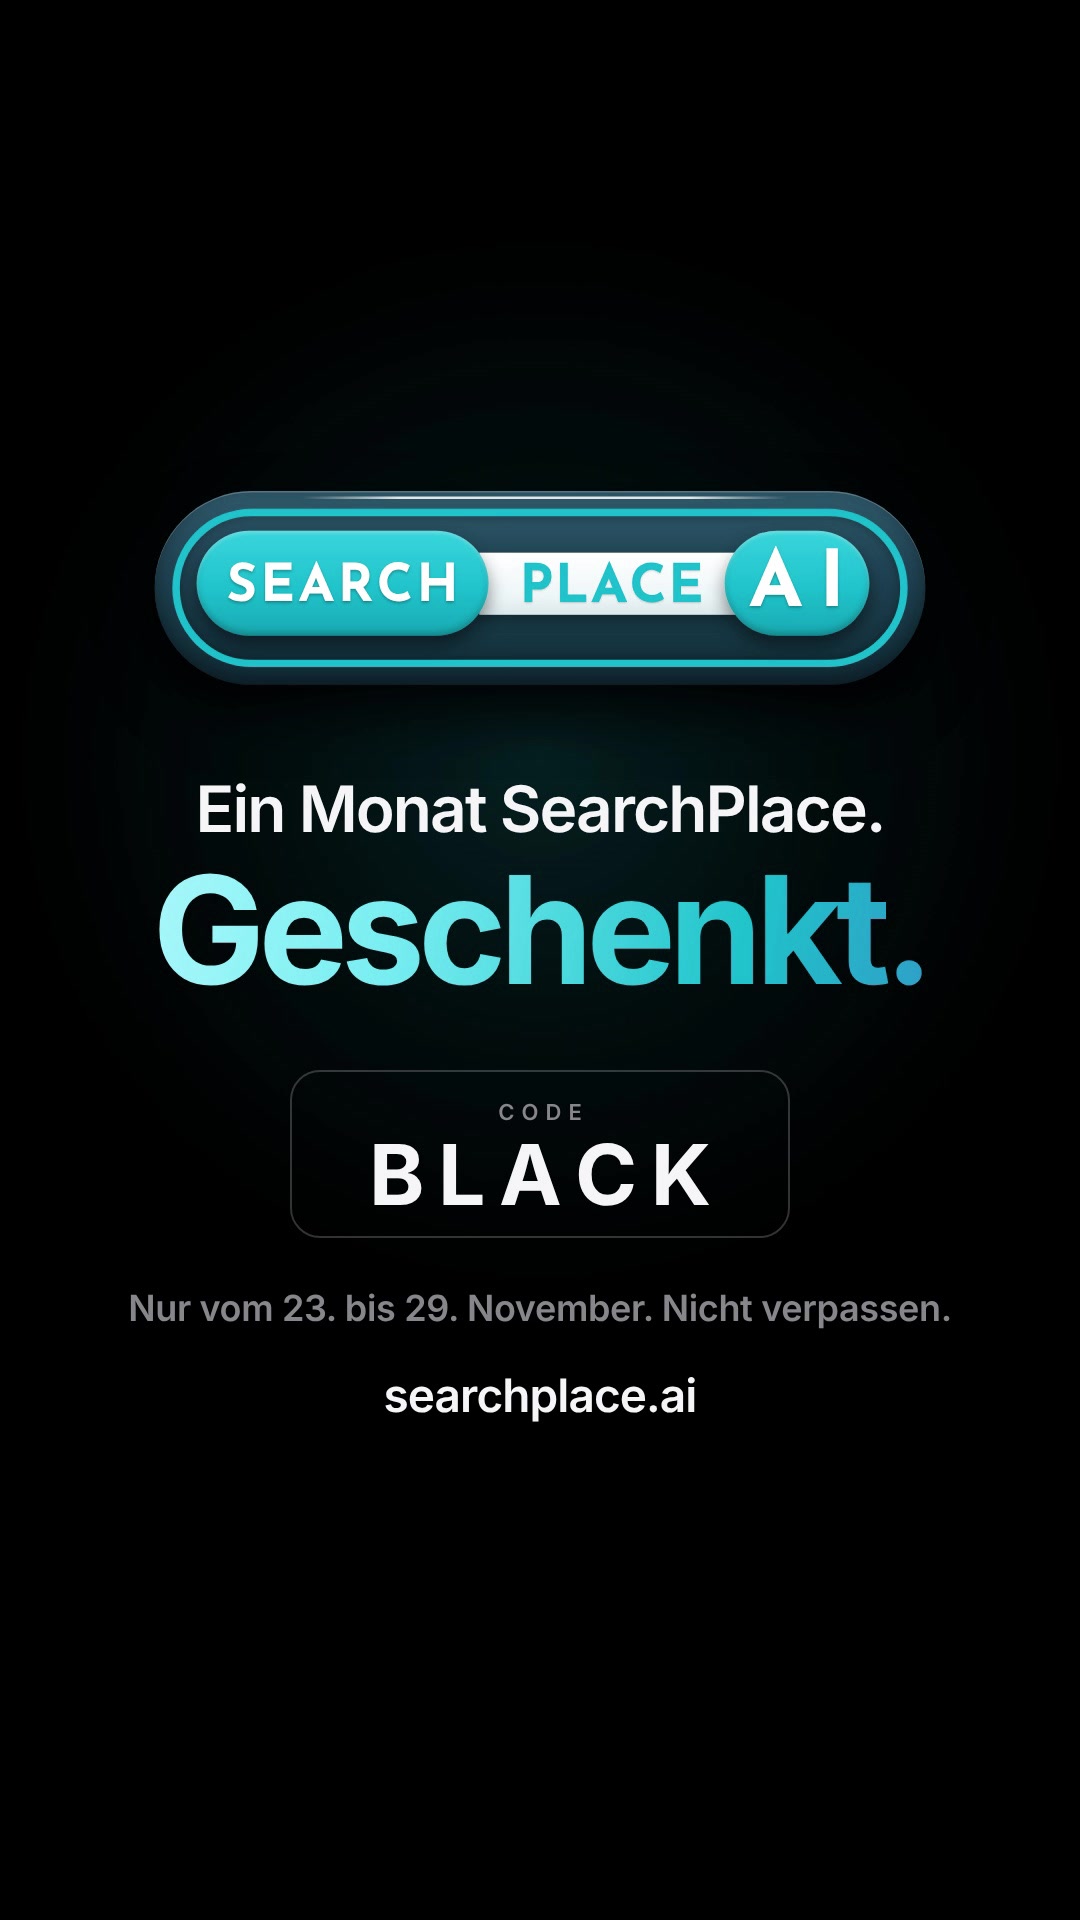 SEARCH PLACE AI
Ein Monat SearchPlace.
Geschenkt.
CODE
BLACK
Nur vom 23. bis 29. November. Nicht verpassen.
searchplace.ai